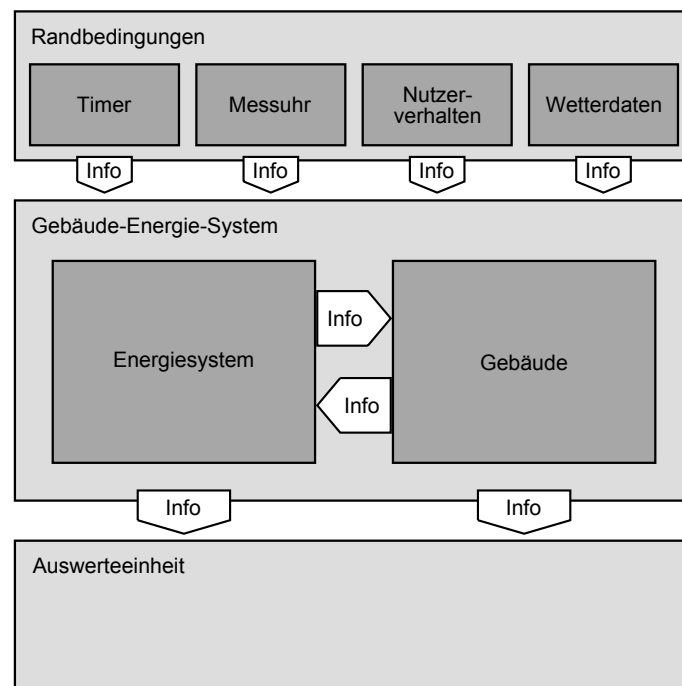 Randbedingungen
Timer
Messuhr
Nutzer-
verhalten
Wetterdaten
Info
Info
Info
Info
Gebäude-Energie-System
Energiesystem
Info
Info
Gebäude
Info
Info
Auswerteeinheit